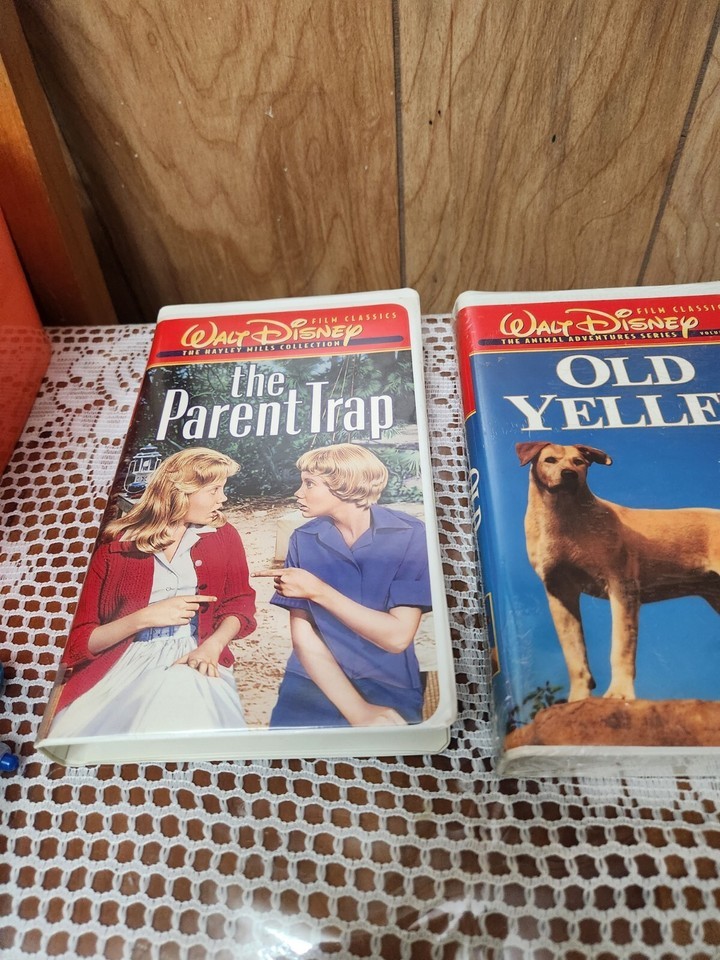 WALT DISNEY FILM CLASSICS
THE HAYLEY MILLS COLLECTION
the
Parent Trap
WALT DISNEY FILM CLASSICS
THE ANIMAL ADVENTURES SERIES
OLD
YELLE